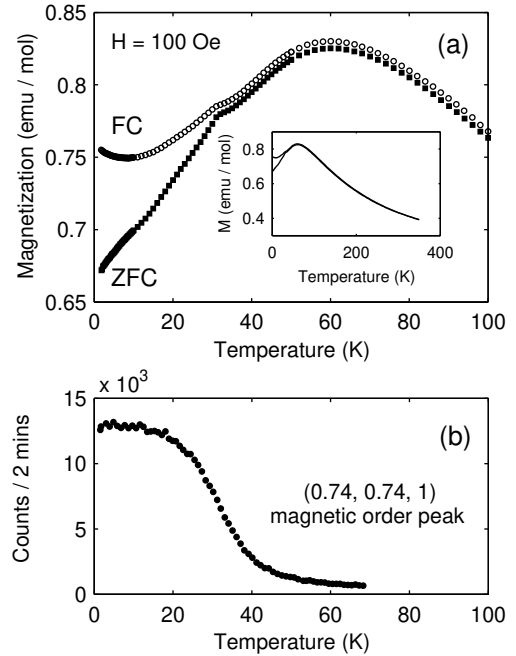 0.85
0.8
0.75
0.7
0.65
Magnetization (emu / mol)
H = 100 Oe
(a)
FC
ZFC
0.8
0.6
0.4
M (emu / mol)
0 200 400
Temperature (K)
0 20 40 60 80 100
Temperature (K)
x 10³
15
10
5
0
Counts / 2 mins
(b)
(0.74, 0.74, 1)
magnetic order peak
0 20 40 60 80 100
Temperature (K)